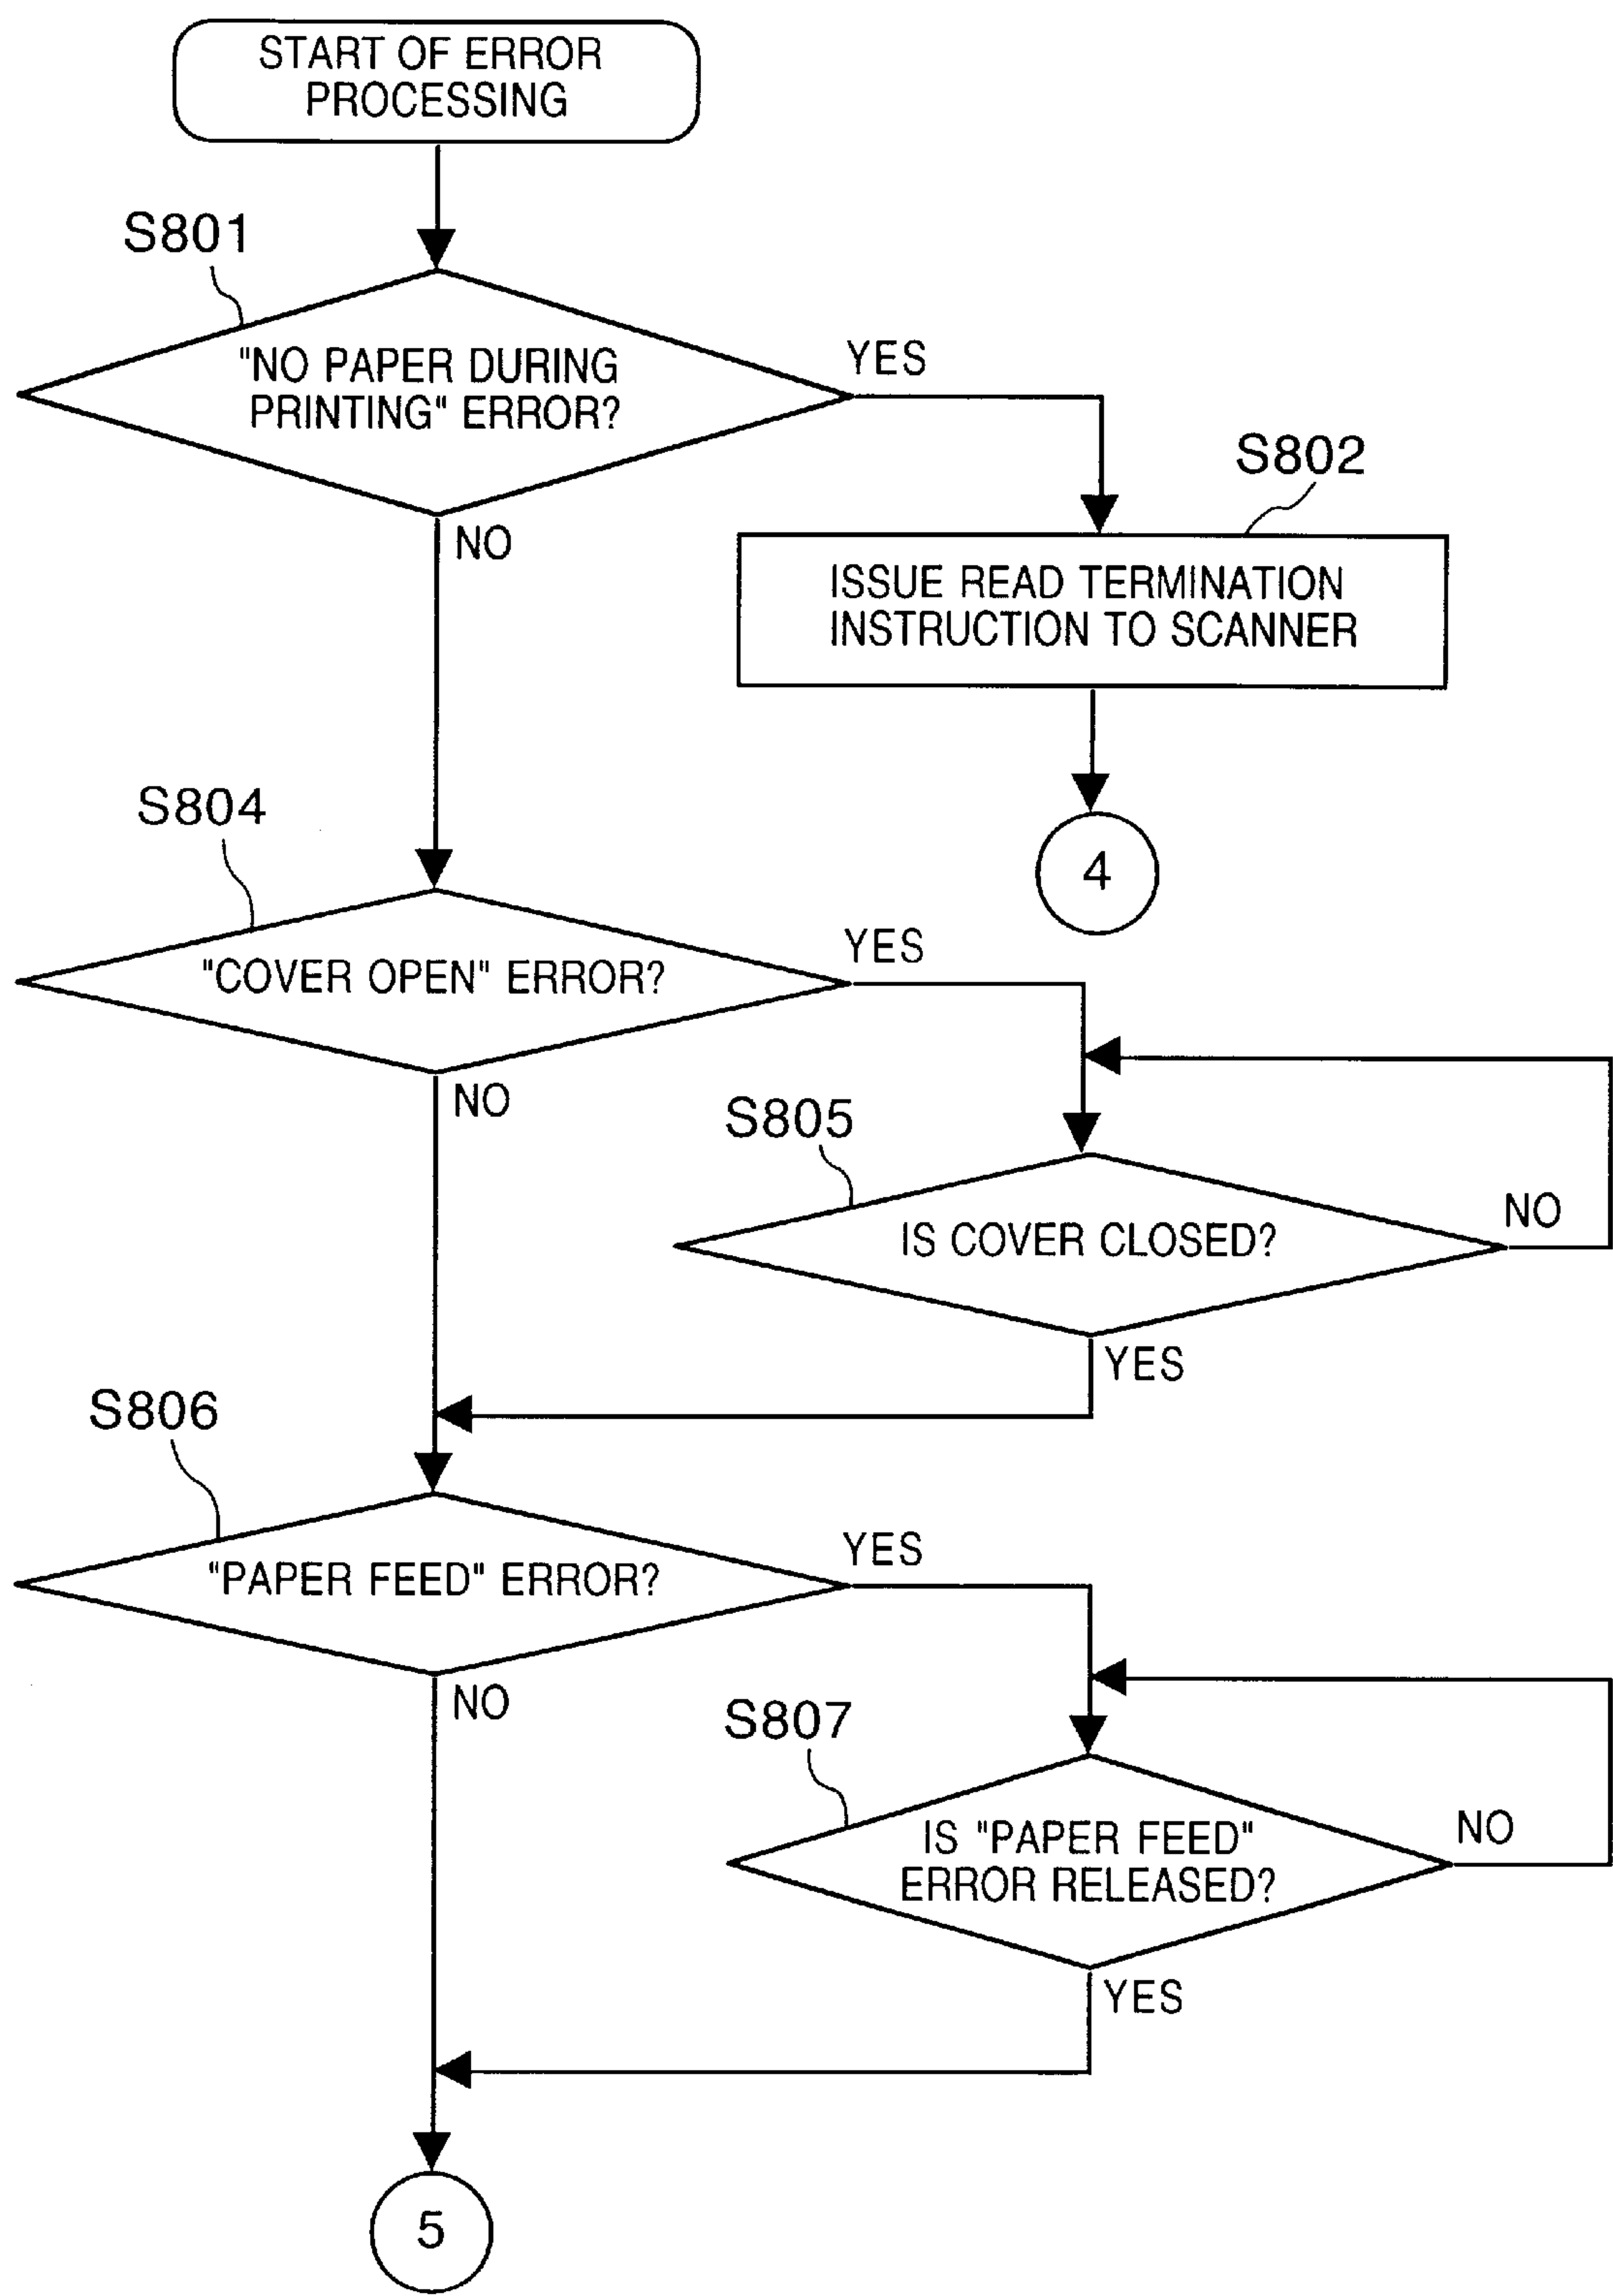 START OF ERROR
PROCESSING
S801
"NO PAPER DURING
PRINTING" ERROR?
YES
NO
S802
ISSUE READ TERMINATION
INSTRUCTION TO SCANNER
4
S804
"COVER OPEN" ERROR?
YES
NO
S805
IS COVER CLOSED?
NO
YES
S806
"PAPER FEED" ERROR?
YES
NO
S807
IS "PAPER FEED"
ERROR RELEASED?
NO
YES
5